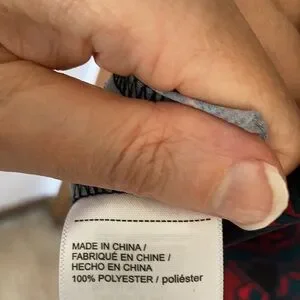 MADE IN CHINA /
FABRIQUÉ EN CHINE /
HECHO EN CHINA
100% POLYESTER / poliéster